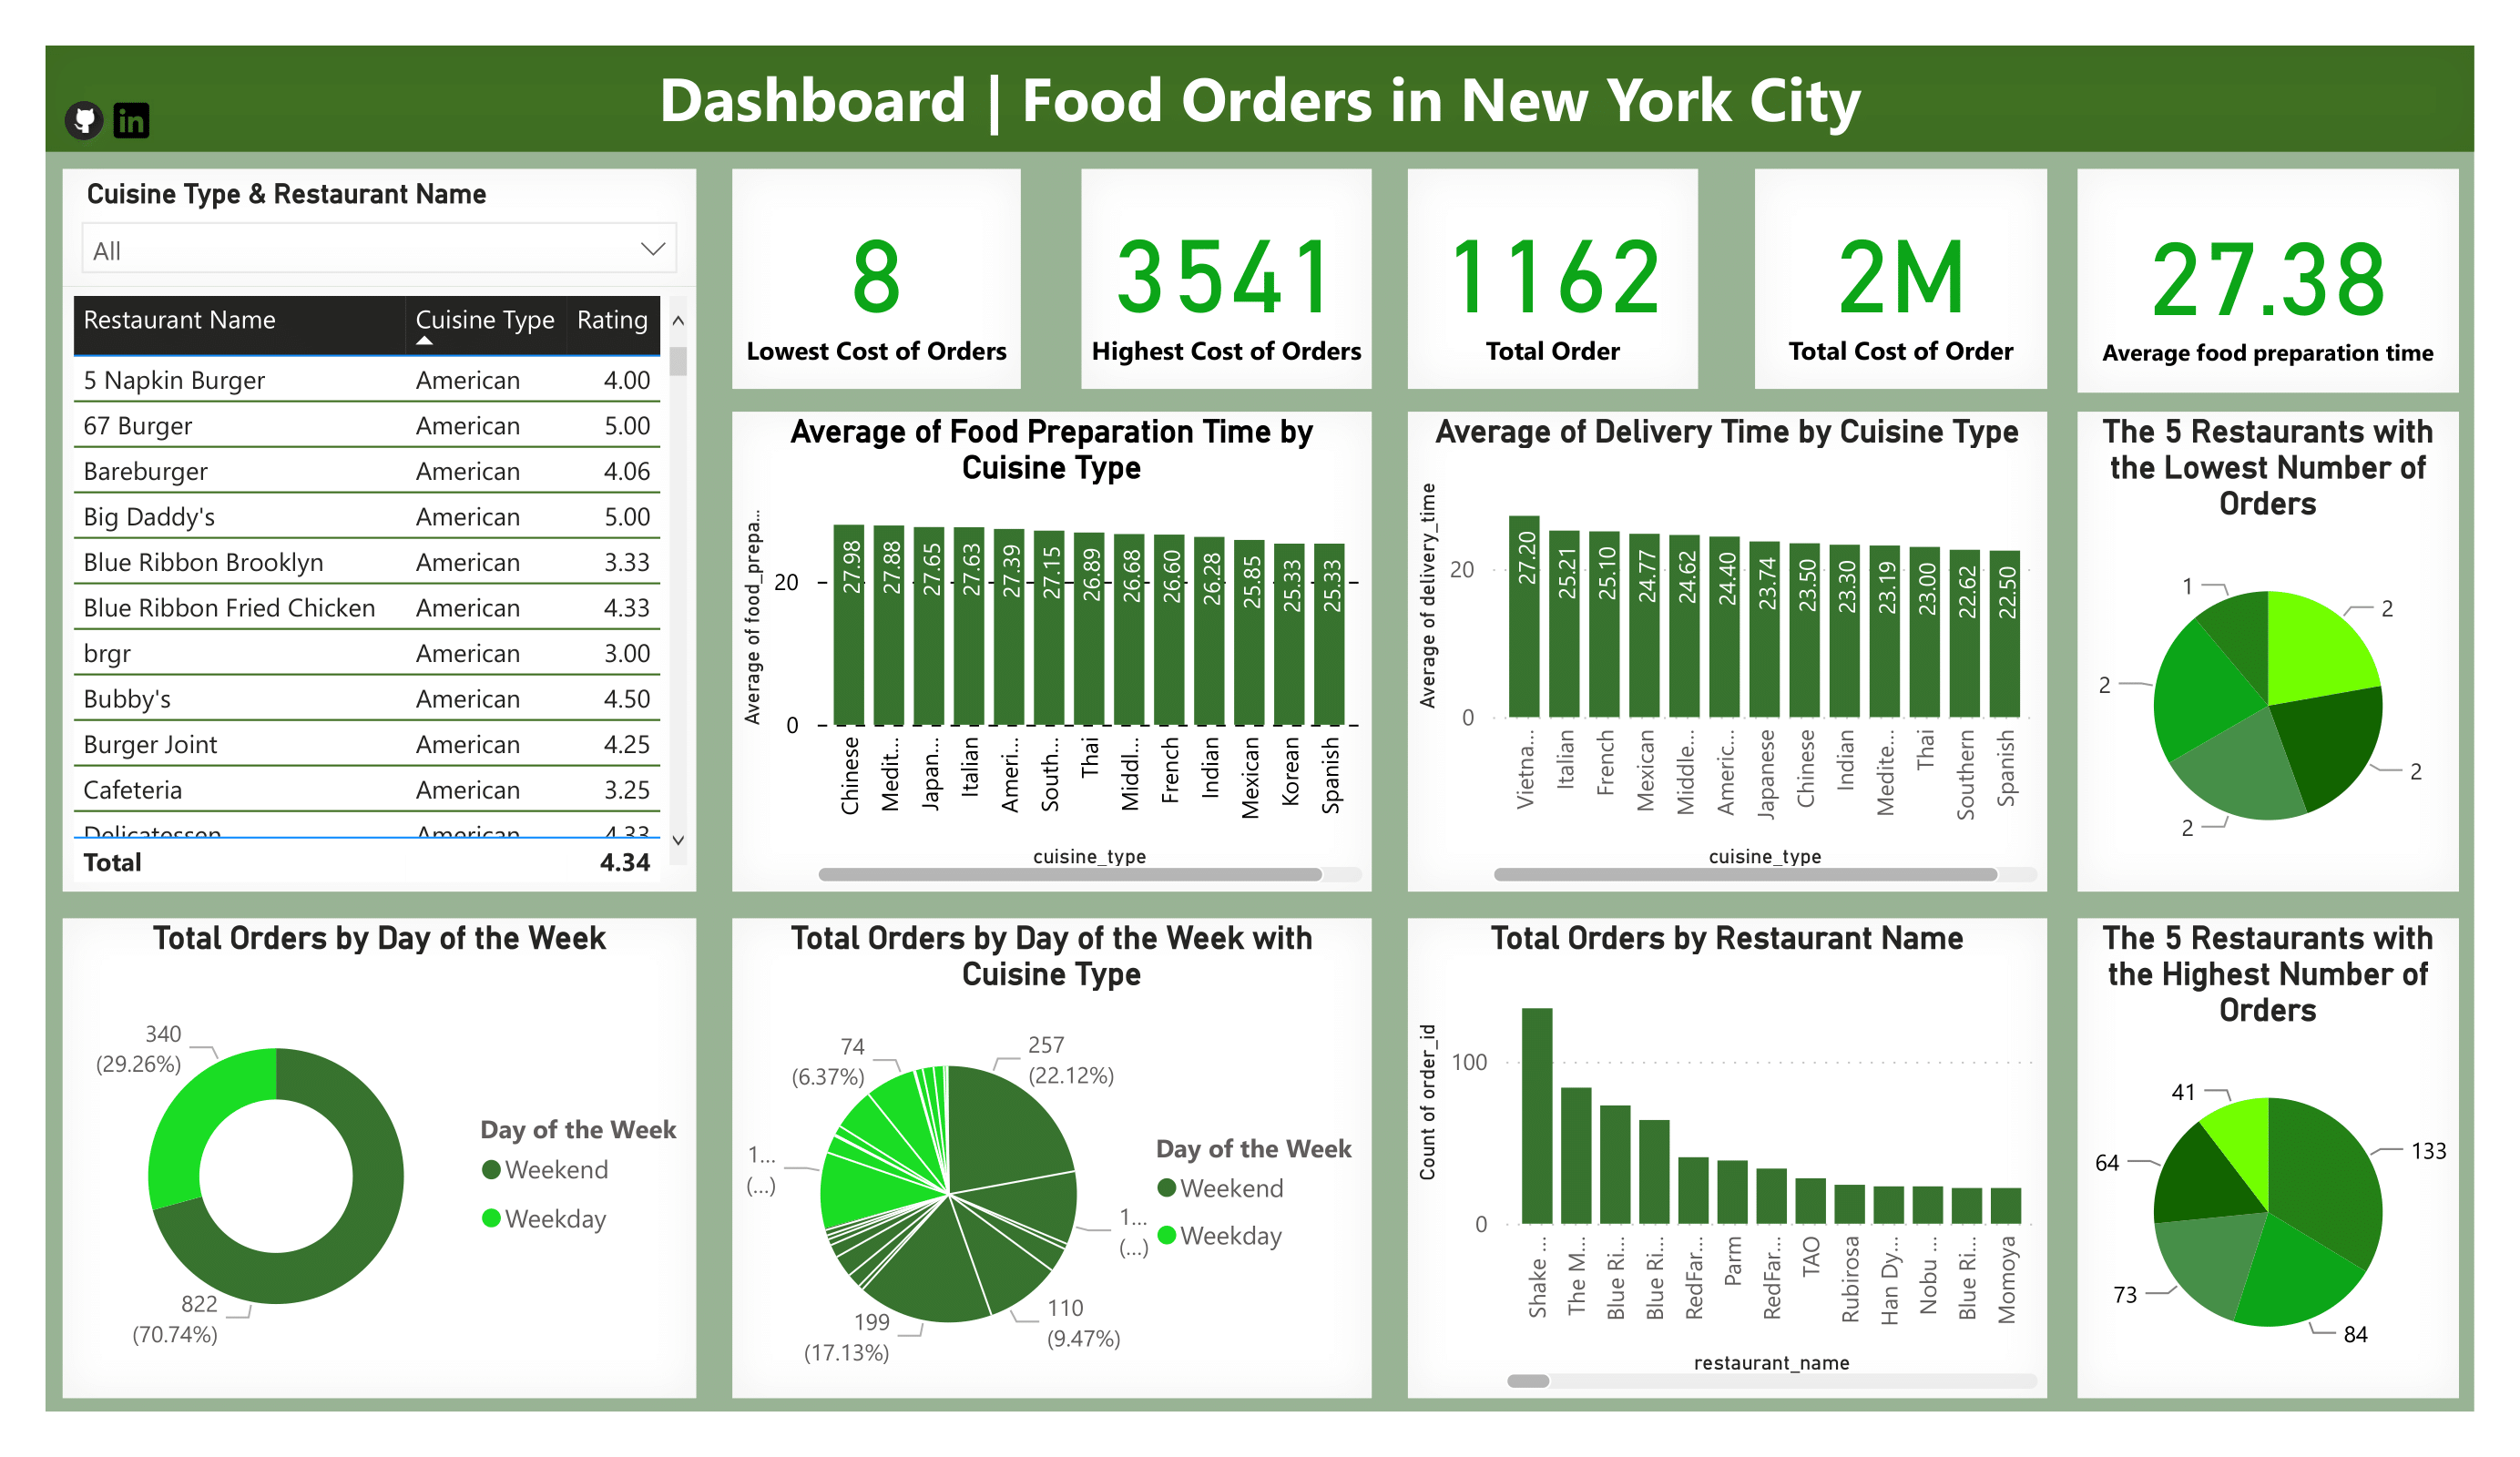 Dashboard | Food Orders in New York City
in
Cuisine Type & Restaurant Name
All
Restaurant Name Cuisine Type Rating
5 Napkin Burger American 4.00
67 Burger American 5.00
Bareburger American 4.06
Big Daddy's American 5.00
Blue Ribbon Brooklyn American 3.33
Blue Ribbon Fried Chicken American 4.33
brgr American 3.00
Bubby's American 4.50
Burger Joint American 4.25
Cafeteria American 3.25
Delicatessen American 4.33
Total 4.34
8
Lowest Cost of Orders
3541
Highest Cost of Orders
1162
Total Order
2M
Total Cost of Order
27.38
Average food preparation time
Average of Food Preparation Time by
Cuisine Type
Average of food_prepa...
20
0
27.98
27.88
27.65
27.63
27.39
27.15
26.89
26.68
26.60
26.28
25.85
25.33
25.33
Chinese
Medit...
Japan...
Italian
Ameri...
South...
Thai
Middl...
French
Indian
Mexican
Korean
Spanish
cuisine_type
Average of Delivery Time by Cuisine Type
Average of delivery_time
20
0
27.20
25.21
25.10
24.77
24.62
24.40
23.74
23.50
23.30
23.19
23.00
22.62
22.50
Vietna...
Italian
French
Mexican
Middle...
Americ...
Japanese
Chinese
Indian
Medite...
Thai
Southern
Spanish
cuisine_type
The 5 Restaurants with
the Lowest Number of
Orders
1
2
2
2
2
Total Orders by Day of the Week
340
(29.26%)
822
(70.74%)
Day of the Week
Weekend
Weekday
Total Orders by Day of the Week with
Cuisine Type
74
(6.37%)
257
(22.12%)
1...
(...)
1...
(...)
199
(17.13%)
110
(9.47%)
Day of the Week
Weekend
Weekday
Total Orders by Restaurant Name
Count of order_id
100
0
Shake ...
The M...
Blue Ri...
Blue Ri...
RedFar...
Parm
RedFar...
TAO
Rubirosa
Han Dy...
Nobu ...
Blue Ri...
Momoya
restaurant_name
The 5 Restaurants with
the Highest Number of
Orders
41
133
64
73
84